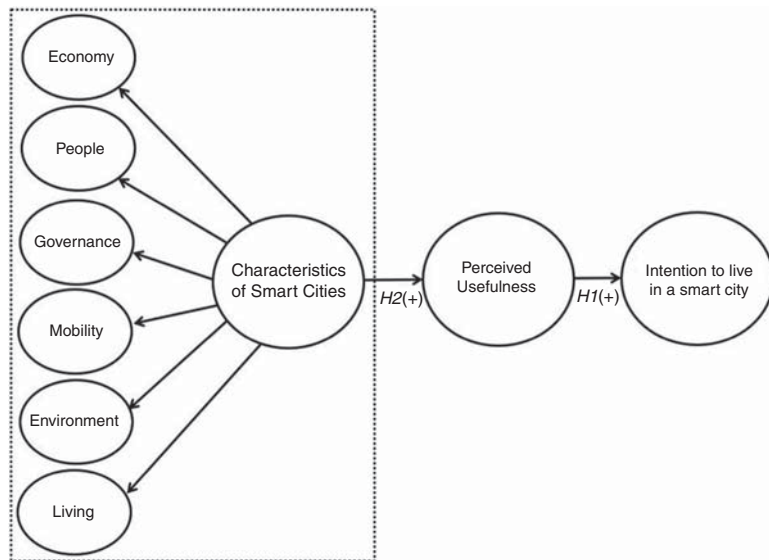 Economy
People
Governance
Mobility
Environment
Living
Characteristics
of Smart Cities
H2(+)
Perceived
Usefulness
H1(+)
Intention to live
in a smart city